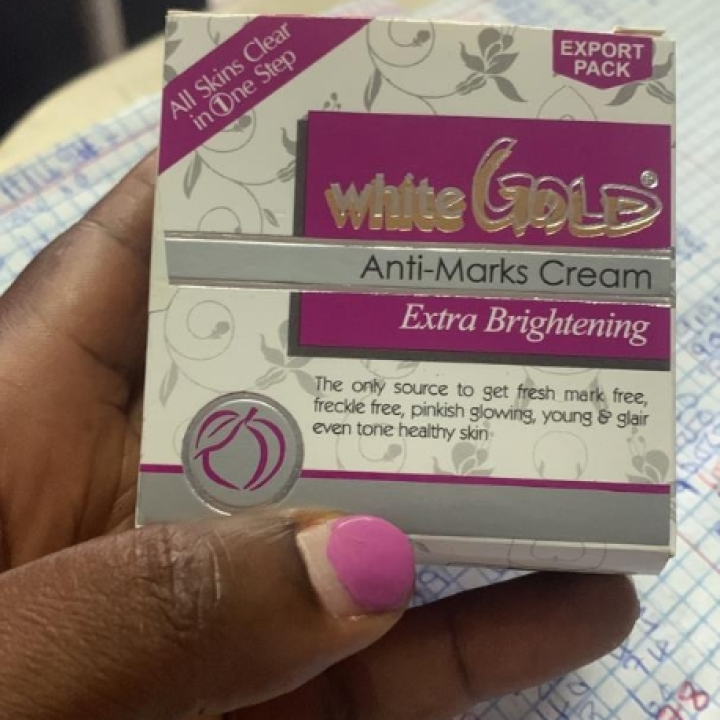 All Skins Clear
in One Step
EXPORT
PACK
white GOLD®
Anti-Marks Cream
Extra Brightening
The only source to get fresh mark free,
freckle free, pinkish glowing, young & glair
even tone healthy skin